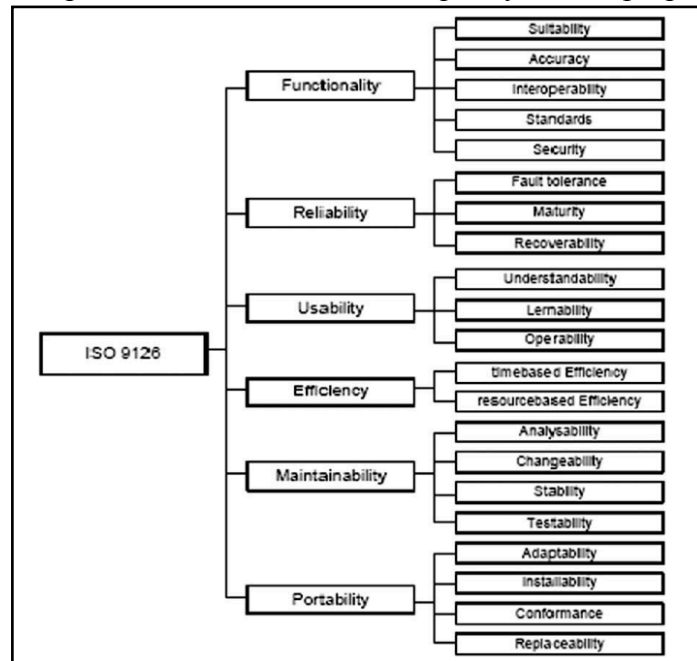 ISO 9126
Functionality
Suitability
Accuracy
Interoperability
Standards
Security
Reliability
Fault tolerance
Maturity
Recoverability
Usability
Understandability
Lernability
Operability
Efficiency
timebased Efficiency
resourcebased Efficiency
Maintainability
Analysability
Changeability
Stability
Testability
Portability
Adaptability
Installability
Conformance
Replaceability